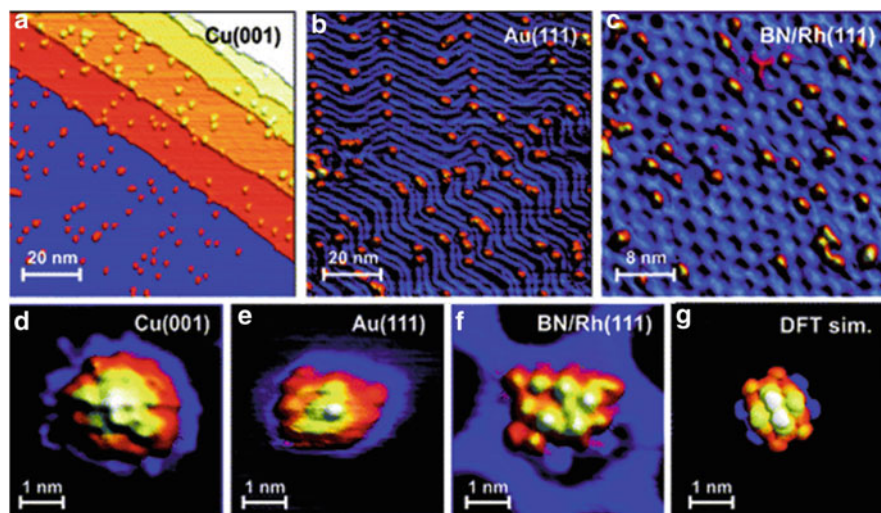 a Cu(001)
20 nm
b Au(111)
20 nm
c BN/Rh(111)
8 nm
d Cu(001)
1 nm
e Au(111)
1 nm
f BN/Rh(111)
1 nm
g DFT sim.
1 nm